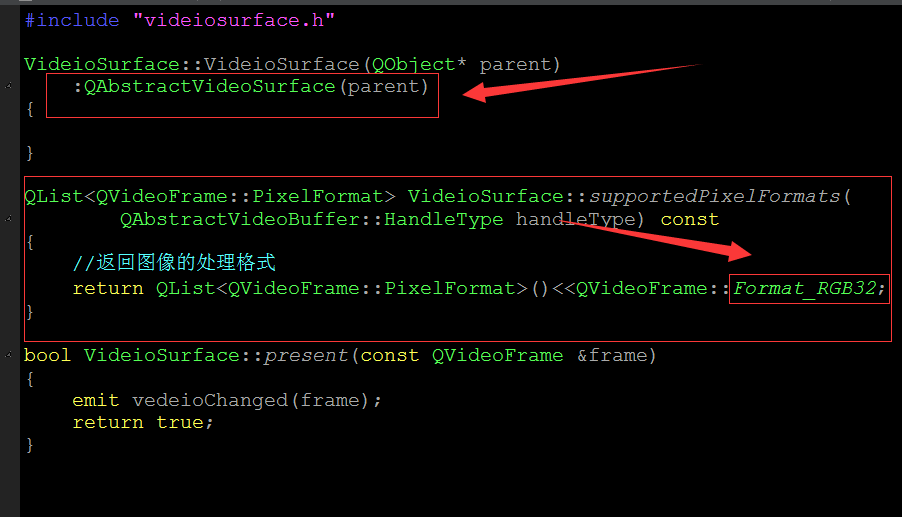 #include "videiosurface.h"
VideioSurface::VideioSurface(QObject* parent)
:QAbstractVideoSurface(parent)
{
}
QList<QVideoFrame::PixelFormat> VideioSurface::supportedPixelFormats(
QAbstractVideoBuffer::HandleType handleType) const
{
//返回图像的处理格式
return QList<QVideoFrame::PixelFormat>()<<QVideoFrame::Format_RGB32;
}
bool VideioSurface::present(const QVideoFrame &frame)
{
emit vedeioChanged(frame);
return true;
}